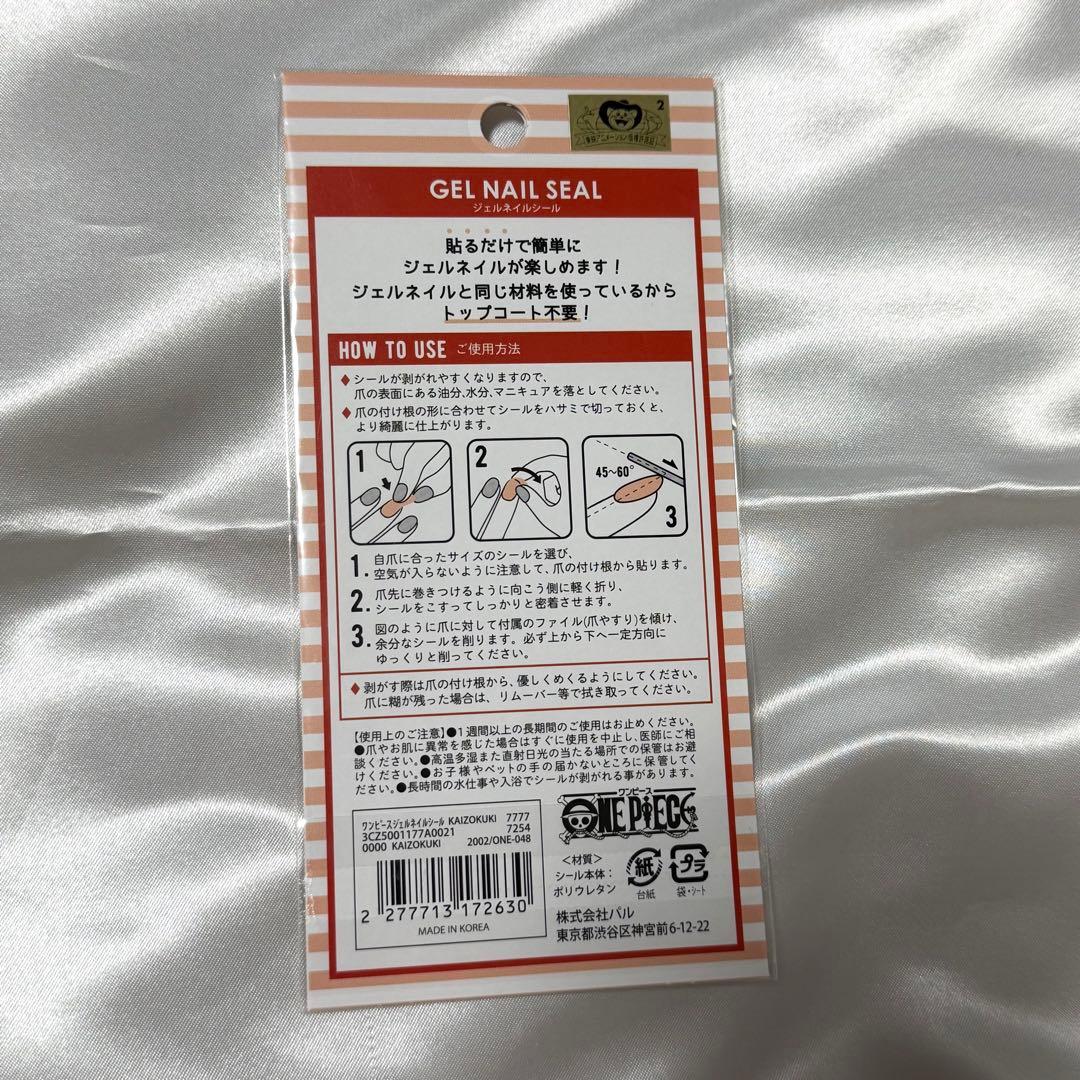 2
東映アニメーション版権許諾証
GEL NAIL SEAL
ジェルネイルシール
貼るだけで簡単に
ジェルネイルが楽しめます!
ジェルネイルと同じ材料を使っているから
トップコート不要!
HOW TO USE ご使用方法
♦シールが剥がれやすくなりますので、
爪の表面にある油分、水分、マニキュアを落としてください。
♦爪の付け根の形に合わせてシールをハサミで切っておくと、
より綺麗に仕上がります。
1
2
45~60°
3
1. 自爪に合ったサイズのシールを選び、
空気が入らないように注意して、爪の付け根から貼ります。
2. 爪先に巻きつけるように向こう側に軽く折り、
シールをこすってしっかりと密着させます。
3. 図のように爪に対して付属のファイル(爪やすり)を傾け、
余分なシールを削ります。必ず上から下へ一定方向に
ゆっくりと削ってください。
♦剥がす際は爪の付け根から、優しくめくるようにしてください。
爪に糊が残った場合は、リムーバー等で拭き取ってください。
【使用上のご注意】●1週間以上の長期間のご使用はお止めください。
●爪やお肌に異常を感じた場合はすぐに使用を中止し、医師にご相
談ください。●高温多湿また直射日光の当たる場所での保管はお避
けください。●お子様やペットの手の届かないところに保管してく
ださい。●長時間の水仕事や入浴でシールが剥がれる事があります。
ワンピースジェルネイルシール KAIZOKUKI 7777
3CZ5001177A0021 7254
0000 KAIZOKUKI 2002/ONE-048
2 277713 172630
MADE IN KOREA
ワンピース
ONE PIECE
<材質>
シール本体:
ポリウレタン
紙
台紙
プラ
袋・シート
株式会社パル
東京都渋谷区神宮前6-12-22